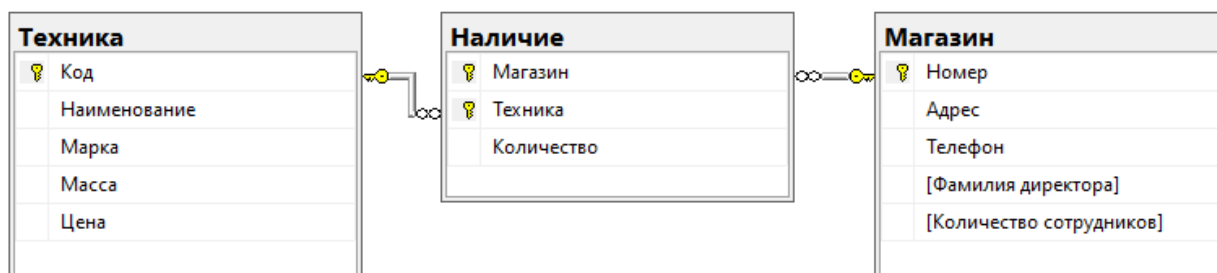 Техника
Код
Наименование
Марка
Масса
Цена
Наличие
Магазин
Техника
Количество
Магазин
Номер
Адрес
Телефон
[Фамилия директора]
[Количество сотрудников]